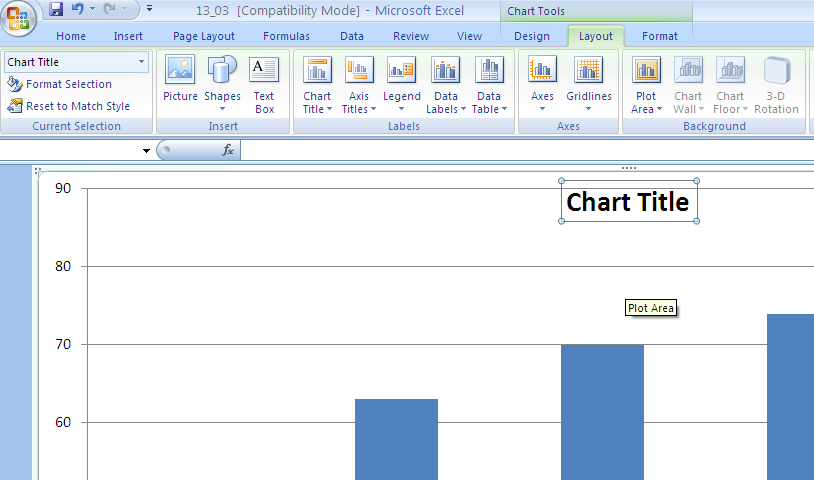 13_03 [Compatibility Mode] - Microsoft Excel
Chart Tools
Home Insert Page Layout Formulas Data Review View Design Layout Format
Chart Title
Format Selection
Reset to Match Style
Current Selection
Picture
Shapes
Text
Box
Insert
Chart
Title
Axis
Titles
Legend
Data
Labels
Data
Table
Labels
Axes
Gridlines
Axes
Plot
Area
Chart
Wall
Chart
Floor
3-D
Rotation
Background
fx
90
Chart Title
80
Plot Area
70
60